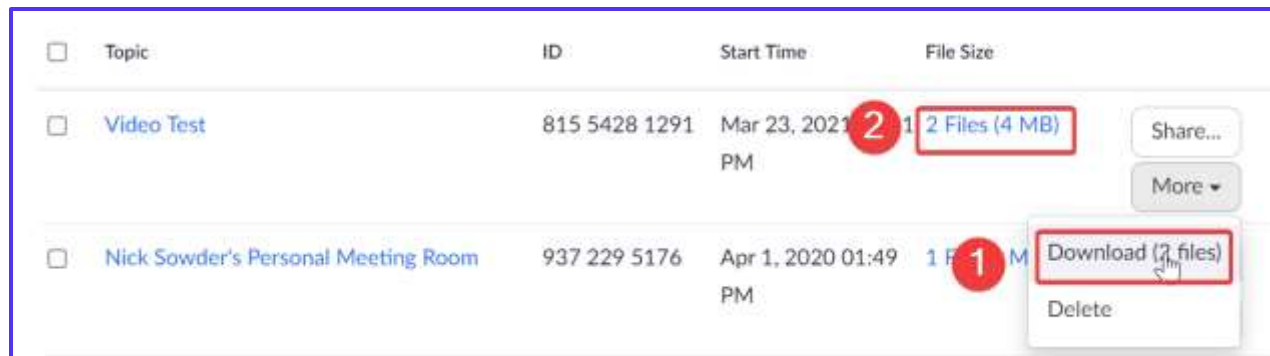 Topic ID Start Time File Size
Video Test 815 5428 1291 Mar 23, 2021 2 1 2 Files (4 MB) Share...
PM
More
Nick Sowder's Personal Meeting Room 937 229 5176 Apr 1, 2020 01:49 1 F 1 M Download (2 files)
PM
Delete